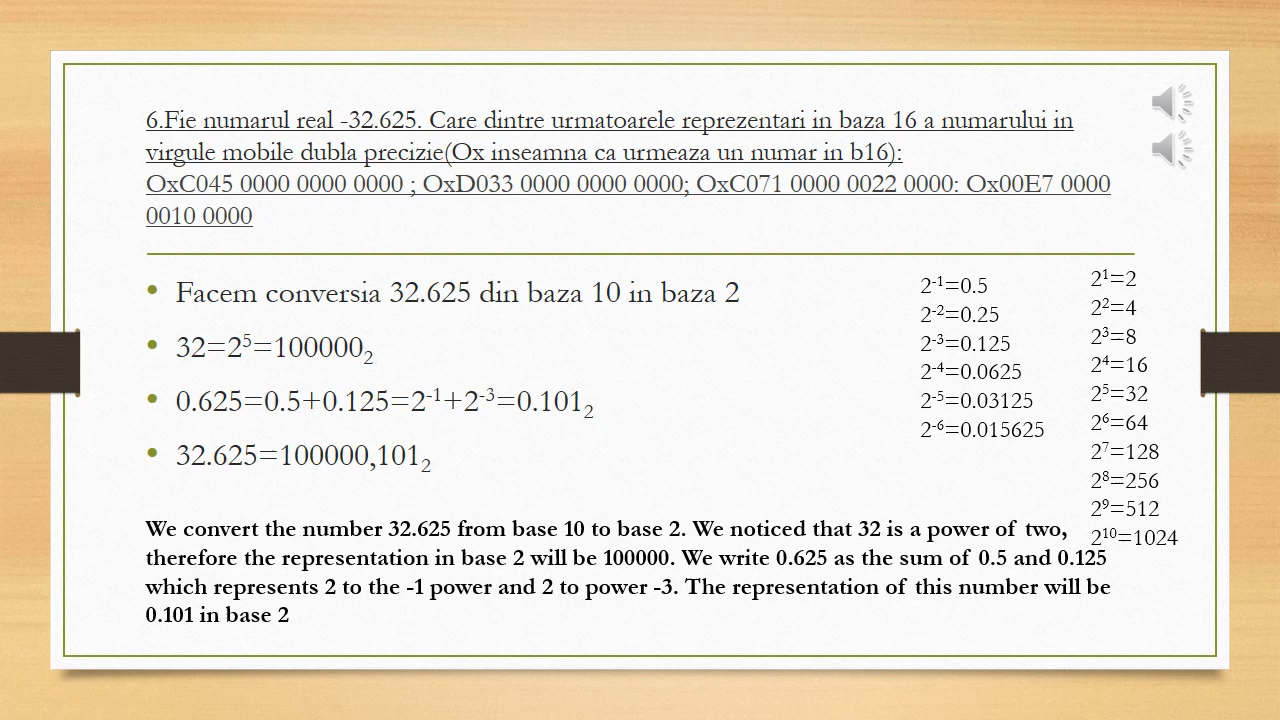 6.Fie numarul real -32.625. Care dintre urmatoarele reprezentari in baza 16 a numarului in
virgule mobile dubla precizie(Ox inseamna ca urmeaza un numar in b16):
OxC045 0000 0000 0000 ; OxD033 0000 0000 0000; OxC071 0000 0022 0000: Ox00E7 0000
0010 0000
• Facem conversia 32.625 din baza 10 in baza 2
• 32=2⁵=100000₂
• 0.625=0.5+0.125=2⁻¹+2⁻³=0.101₂
• 32.625=100000,101₂
2⁻¹=0.5
2⁻²=0.25
2⁻³=0.125
2⁻⁴=0.0625
2⁻⁵=0.03125
2⁻⁶=0.015625
2¹=2
2²=4
2³=8
2⁴=16
2⁵=32
2⁶=64
2⁷=128
2⁸=256
2⁹=512
2¹⁰=1024
We convert the number 32.625 from base 10 to base 2. We noticed that 32 is a power of two,
therefore the representation in base 2 will be 100000. We write 0.625 as the sum of 0.5 and 0.125
which represents 2 to the -1 power and 2 to power -3. The representation of this number will be
0.101 in base 2